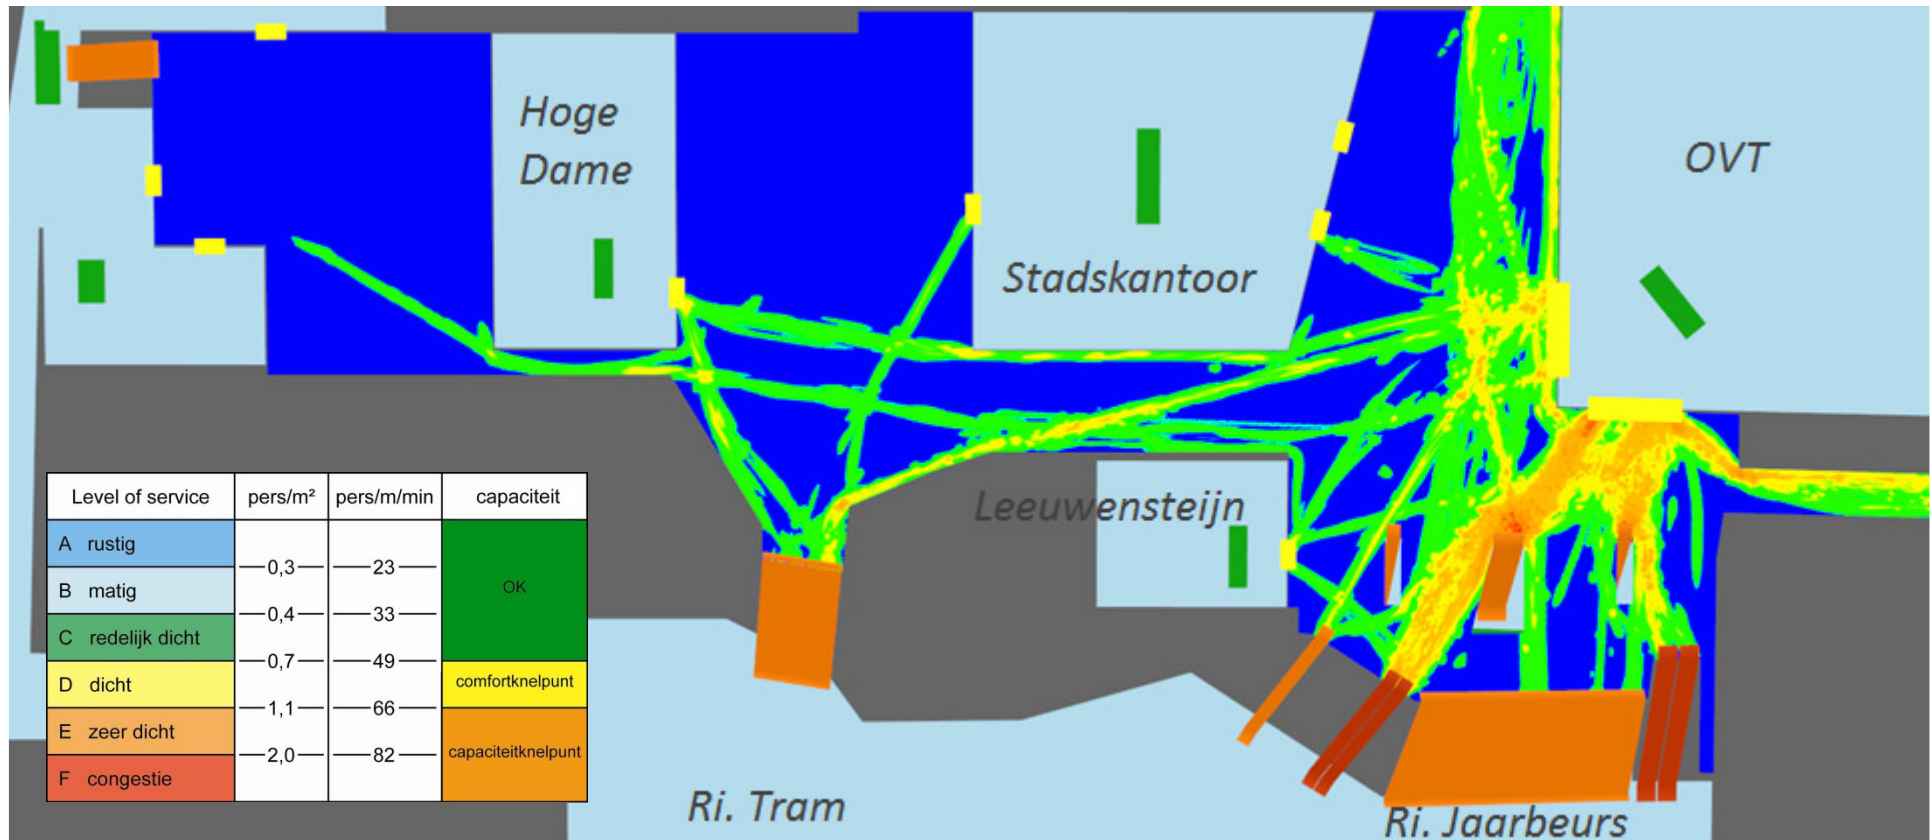 Hoge
Dame
OVT
Stadskantoor
Leeuwensteijn
Level of service pers/m² pers/m/min capaciteit
A rustig
0,3 23
OK
B matig
0,4 33
C redelijk dicht
0,7 49
D dicht
comfortknelpunt
1,1 66
E zeer dicht
2,0 82
capaciteitknelpunt
F congestie
Ri. Tram
Ri. Jaarbeurs